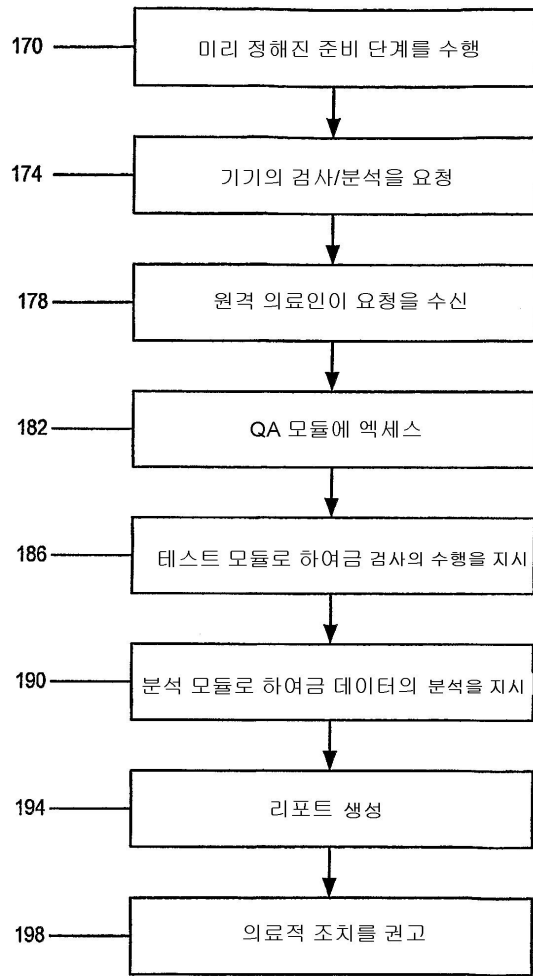 170 미리 정해진 준비 단계를 수행
174 기기의 검사/분석을 요청
178 원격 의료인이 요청을 수신
182 QA 모듈에 엑세스
186 테스트 모듈로 하여금 검사의 수행을 지시
190 분석 모듈로 하여금 데이터의 분석을 지시
194 리포트 생성
198 의료적 조치를 권고